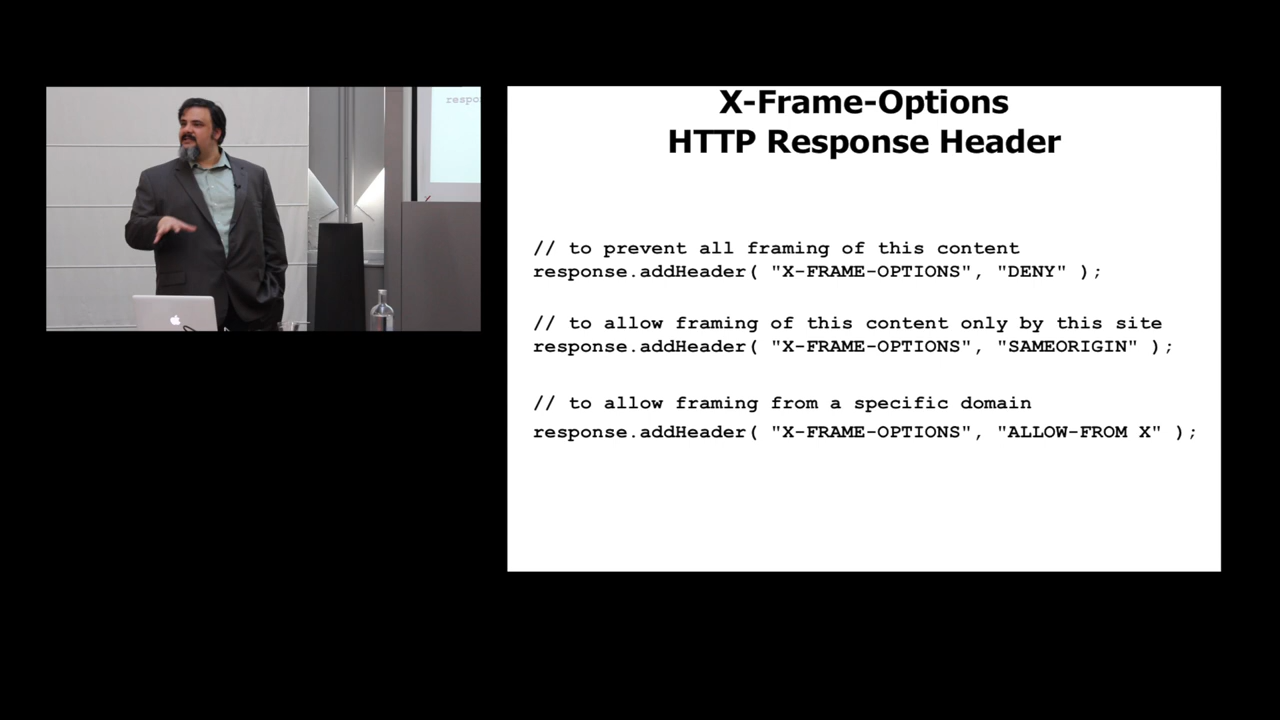 respo
X-Frame-Options
HTTP Response Header
// to prevent all framing of this content
response.addHeader( "X-FRAME-OPTIONS", "DENY" );
// to allow framing of this content only by this site
response.addHeader( "X-FRAME-OPTIONS", "SAMEORIGIN" );
// to allow framing from a specific domain
response.addHeader( "X-FRAME-OPTIONS", "ALLOW-FROM X" );